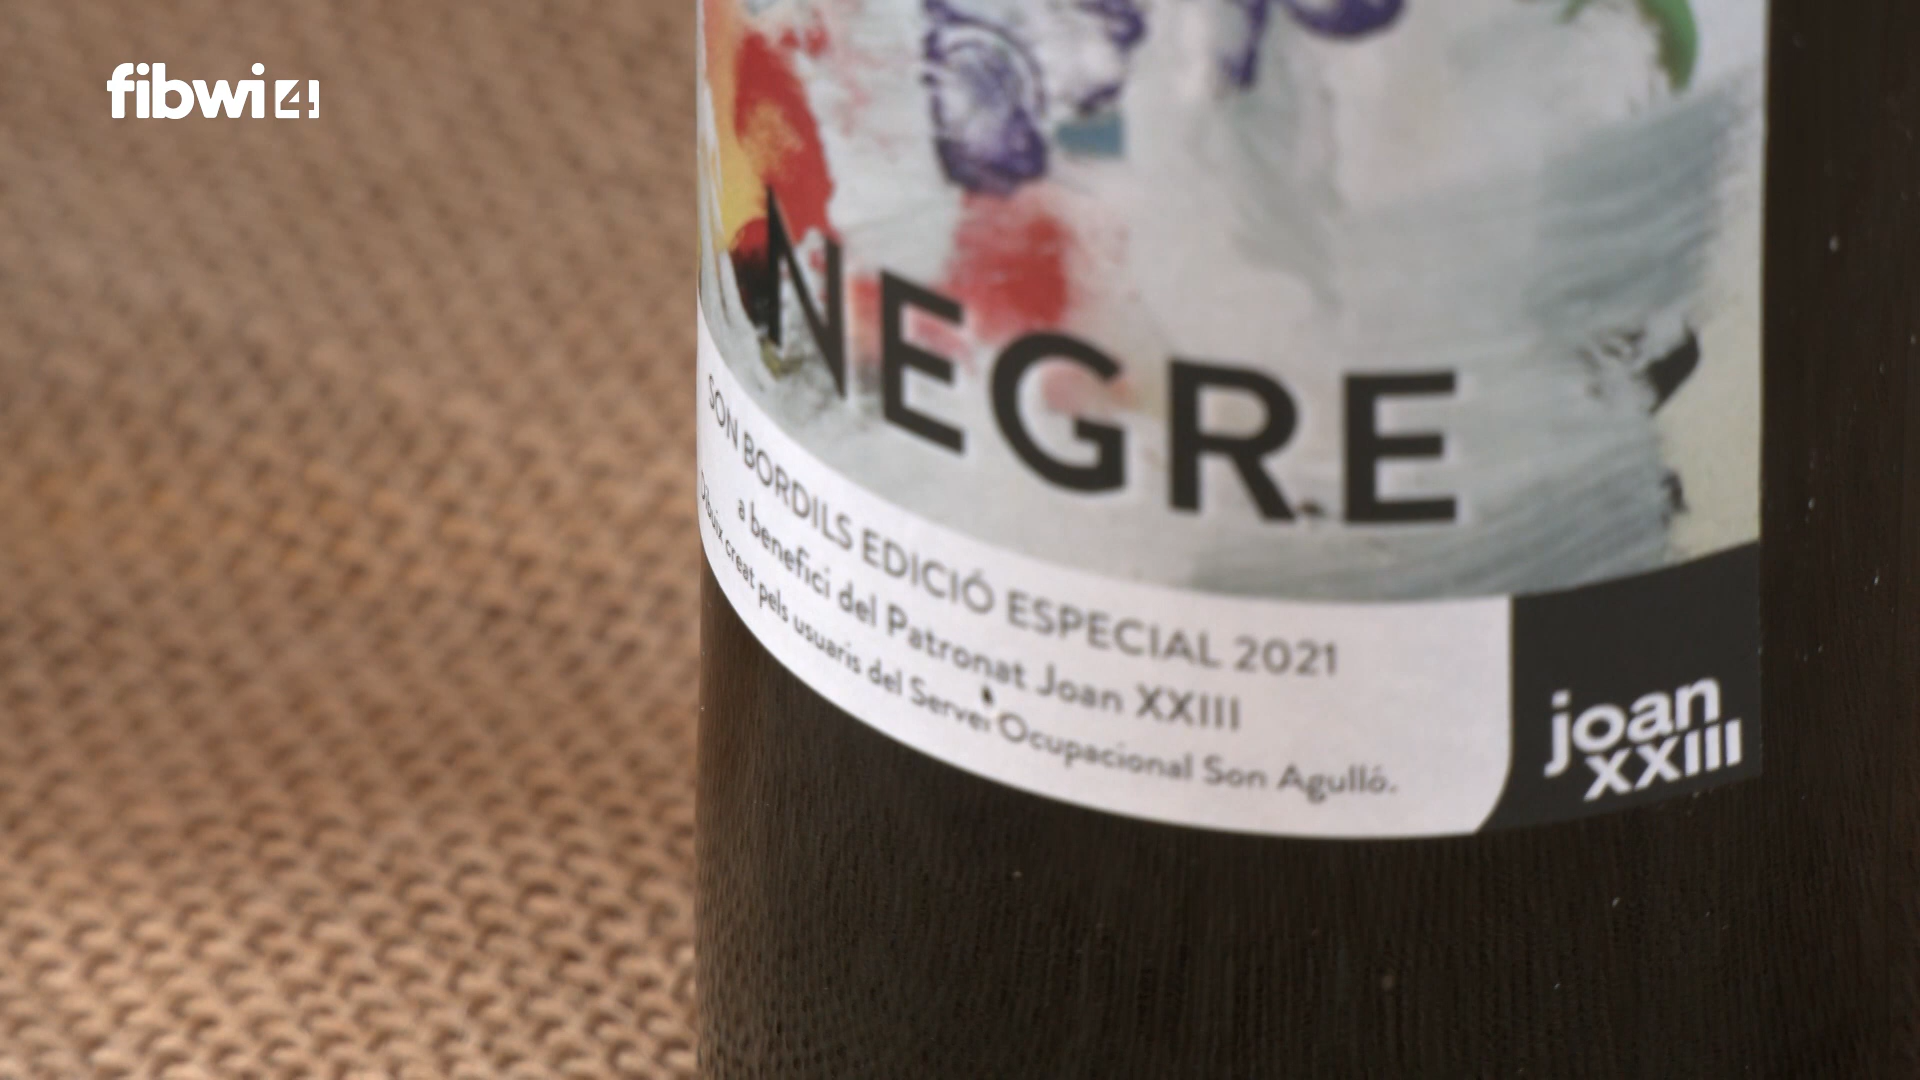 fibwi4
NEGRE
SON BORDILS EDICIÓ ESPECIAL 2021
a benefici del Patronat Joan XXIII
Dibuix creat pels usuaris del Servei Ocupacional Son Agulló.
joan
xxiii